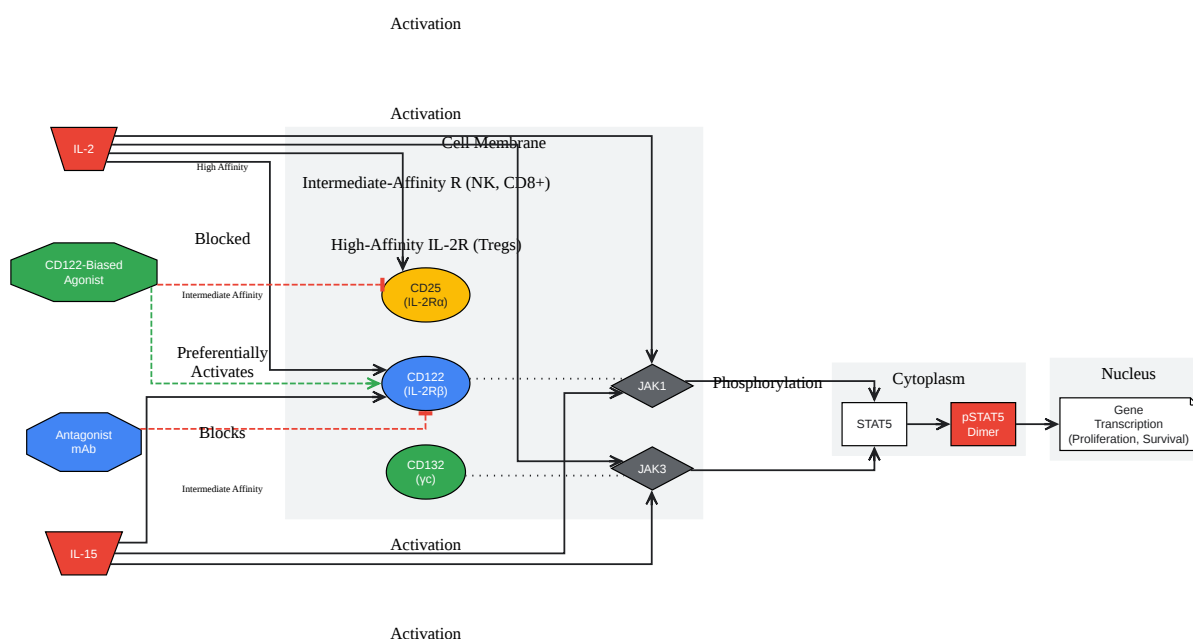 Activation
Activation
IL-2
Cell Membrane
High Affinity
Intermediate-Affinity R (NK, CD8+)
Blocked
High-Affinity IL-2R (Tregs)
CD122-Biased
Agonist
CD25
(IL-2Rα)
Intermediate Affinity
Preferentially
Activates
CD122
(IL-2Rβ)
JAK1
Phosphorylation
Cytoplasm
Nucleus
Antagonist
mAb
Blocks
STAT5
pSTAT5
Dimer
Gene
Transcription
(Proliferation, Survival)
CD132
(γc)
JAK3
Intermediate Affinity
IL-15
Activation
Activation